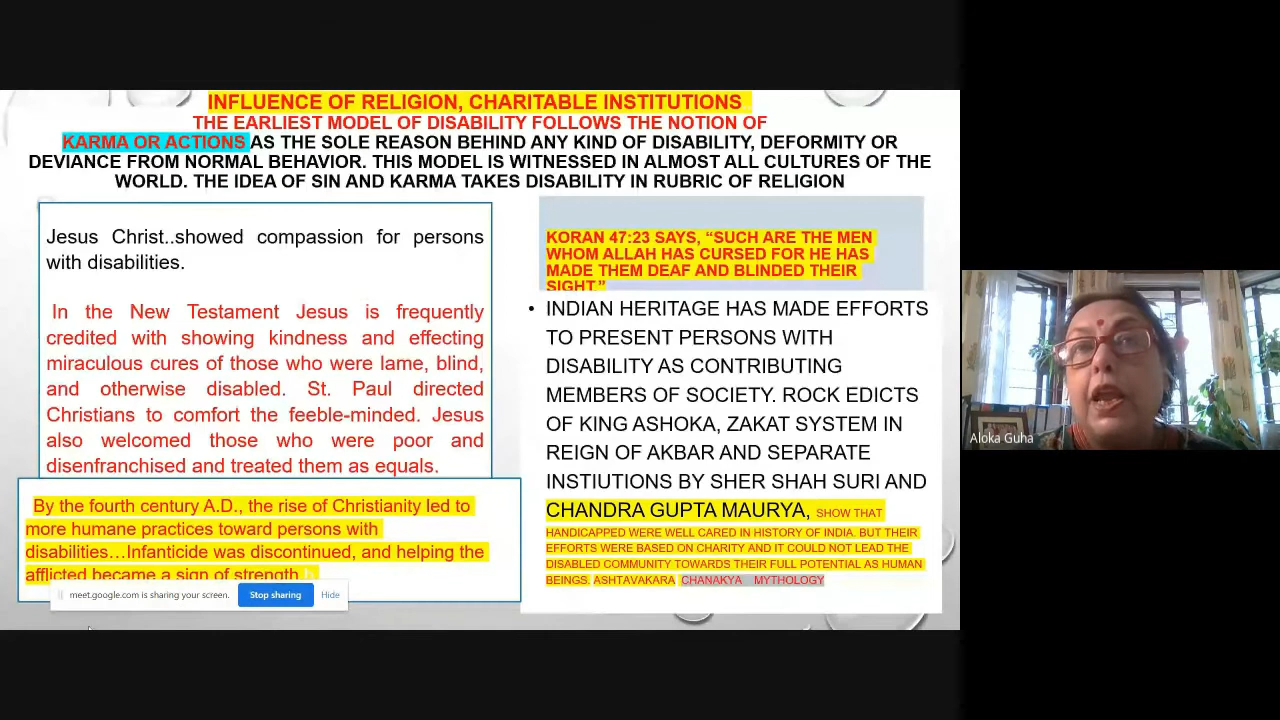 INFLUENCE OF RELIGION, CHARITABLE INSTITUTIONS
THE EARLIEST MODEL OF DISABILITY FOLLOWS THE NOTION OF
KARMA OR ACTIONS AS THE SOLE REASON BEHIND ANY KIND OF DISABILITY, DEFORMITY OR
DEVIANCE FROM NORMAL BEHAVIOR. THIS MODEL IS WITNESSED IN ALMOST ALL CULTURES OF THE
WORLD. THE IDEA OF SIN AND KARMA TAKES DISABILITY IN RUBRIC OF RELIGION
Jesus Christ..showed compassion for persons
with disabilities.
In the New Testament Jesus is frequently
credited with showing kindness and effecting
miraculous cures of those who were lame, blind,
and otherwise disabled. St. Paul directed
Christians to comfort the feeble-minded. Jesus
also welcomed those who were poor and
disenfranchised and treated them as equals.
By the fourth century A.D., the rise of Christianity led to
more humane practices toward persons with
disabilities…Infanticide was discontinued, and helping the
afflicted became a sign of strength
meet.google.com is sharing your screen.
Stop sharing
Hide
KORAN 47:23 SAYS, “SUCH ARE THE MEN
WHOM ALLAH HAS CURSED FOR HE HAS
MADE THEM DEAF AND BLINDED THEIR
SIGHT.”
• INDIAN HERITAGE HAS MADE EFFORTS
TO PRESENT PERSONS WITH
DISABILITY AS CONTRIBUTING
MEMBERS OF SOCIETY. ROCK EDICTS
OF KING ASHOKA, ZAKAT SYSTEM IN
REIGN OF AKBAR AND SEPARATE
INSTIUTIONS BY SHER SHAH SURI AND
CHANDRA GUPTA MAURYA, SHOW THAT
HANDICAPPED WERE WELL CARED IN HISTORY OF INDIA. BUT THEIR
EFFORTS WERE BASED ON CHARITY AND IT COULD NOT LEAD THE
DISABLED COMMUNITY TOWARDS THEIR FULL POTENTIAL AS HUMAN
BEINGS. ASHTAVAKARA CHANAKYA MYTHOLOGY
Aloka Guha